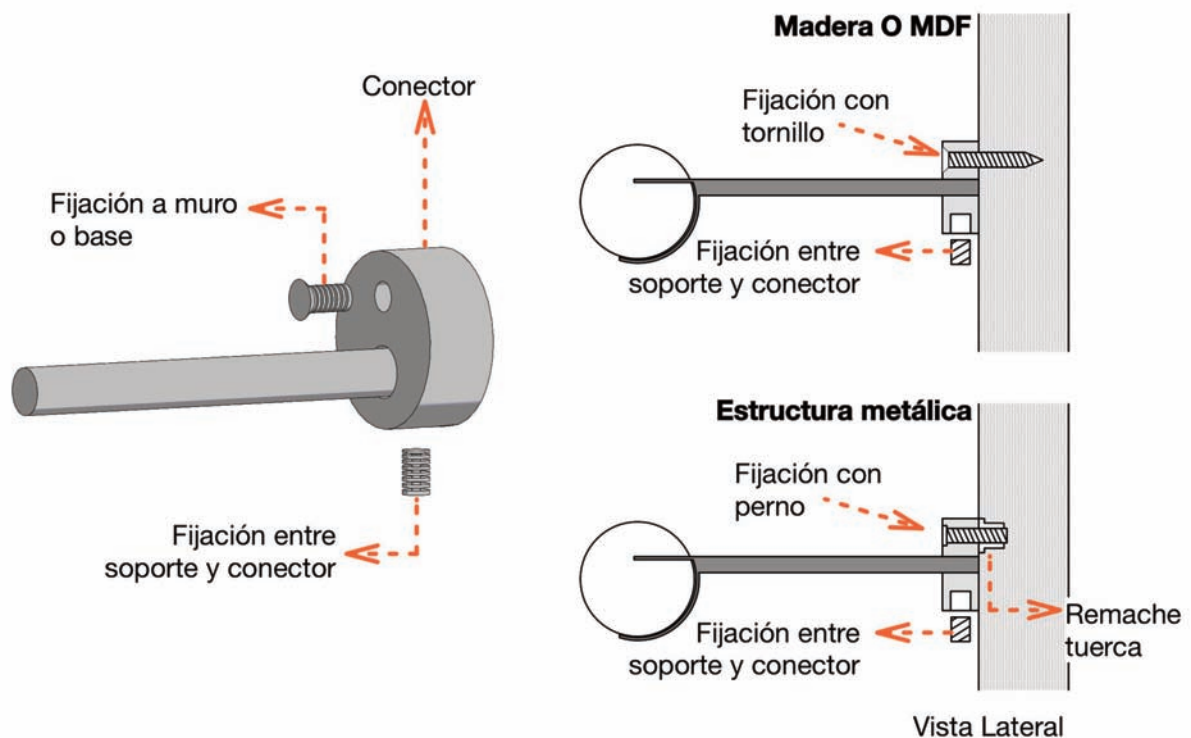 Conector
Fijación a muro
o base
Fijación entre
soporte y conector
Madera O MDF
Fijación con
tornillo
Fijación entre
soporte y conector
Estructura metálica
Fijación con
perno
Fijación entre
soporte y conector
Remache
tuerca
Vista Lateral